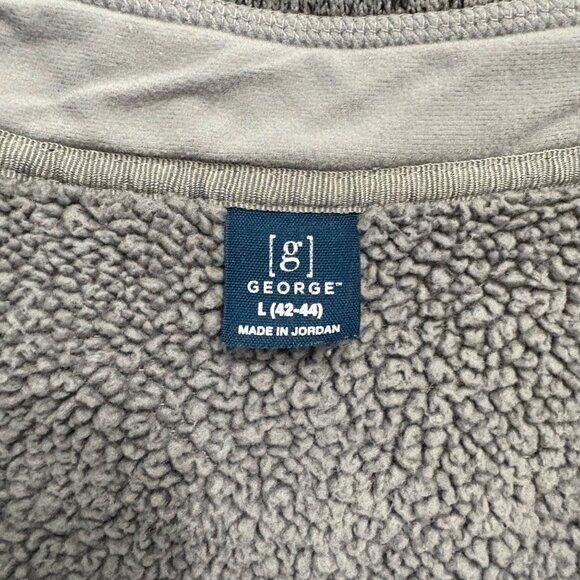 [g]
GEORGE™
L (42-44)
MADE IN JORDAN